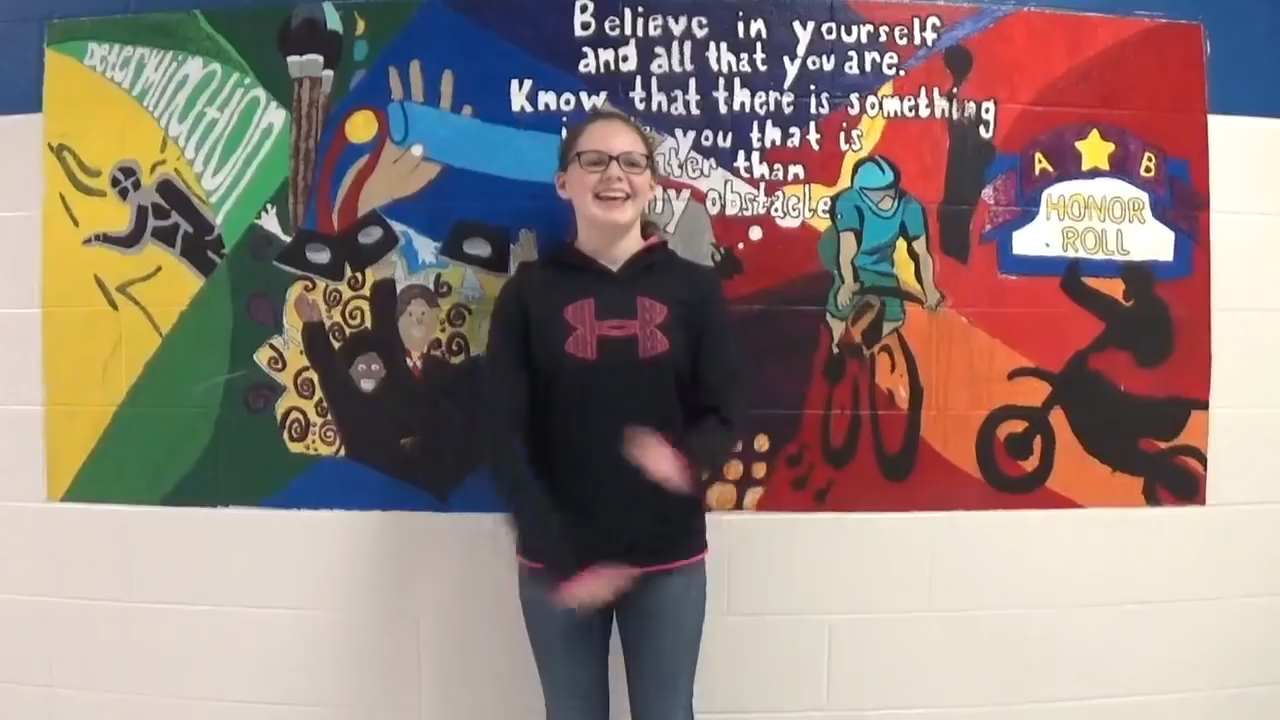 Determination
Believe in yourself
and all that you are.
Know that there is something
you that is
than
obstacle
A B
HONOR
ROLL